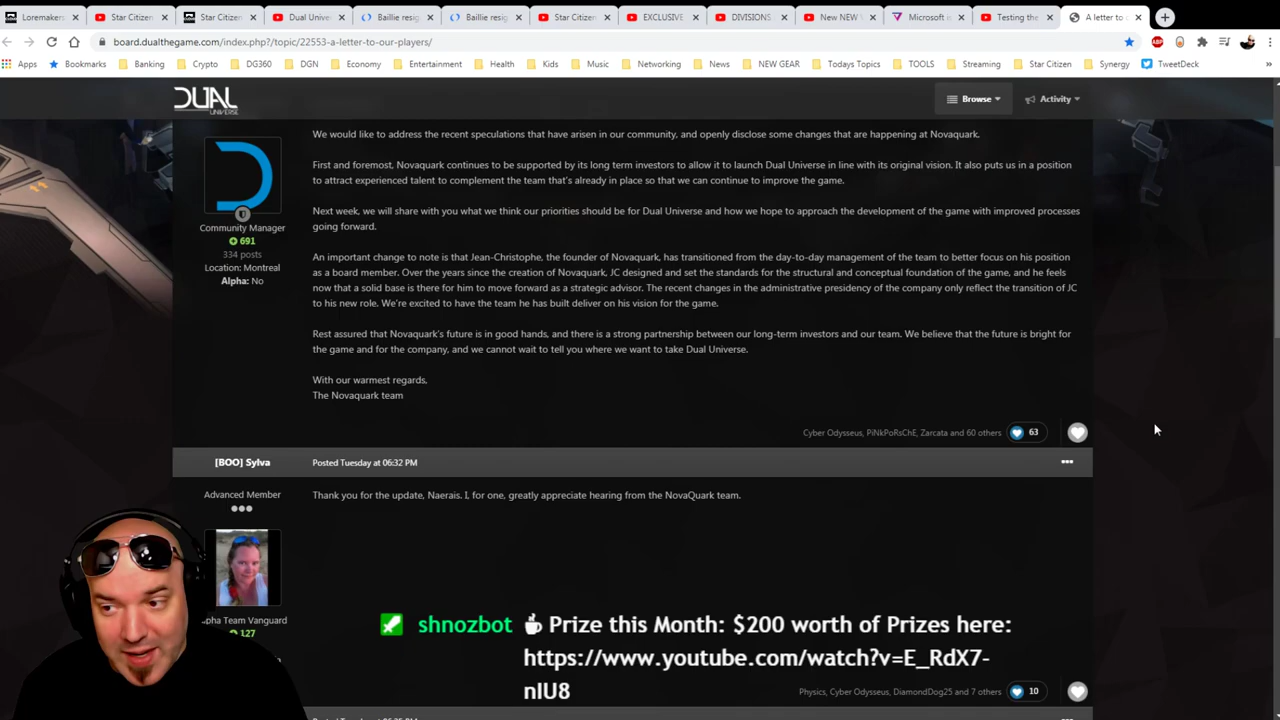 Loremakers
Star Citizen
Star Citizen
Dual Univer
Baillie resig
Baillie resig
Star Citizen
EXCLUSIVE
DIVISIONS
New NEW
Microsoft
Testing the
A letter to
board.dualthegame.com/index.php?/topic/22553-a-letter-to-our-players/
ABP
Apps
Bookmarks
Banking
Crypto
DG360
DGN
Economy
Entertainment
Health
Kids
Music
Networking
News
NEW GEAR
Todays Topics
TOOLS
Streaming
Star Citizen
Synergy
TweetDeck
»
DUAL
UNIVERSE
Browse
Activity
We would like to address the recent speculations that have arisen in our community, and openly disclose some changes that are happening at Novaquark.
First and foremost, Novaquark continues to be supported by its long term investors to allow it to launch Dual Universe in line with its original vision. It also puts us in a position
to attract experienced talent to complement the team that's already in place so that we can continue to improve the game.
Community Manager
691
334 posts
Location: Montreal
Alpha: No
Next week, we will share with you what we think our priorities should be for Dual Universe and how we hope to approach the development of the game with improved processes
going forward.
An important change to note is that Jean-Christophe, the founder of Novaquark, has transitioned from the day-to-day management of the team to better focus on his position
as a board member. Over the years since the creation of Novaquark, JC designed and set the standards for the structural and conceptual foundation of the game, and he feels
now that a solid base is there for him to move forward as a strategic advisor. The recent changes in the administrative presidency of the company only reflect the transition of JC
to his new role. We're excited to have the team he has built deliver on his vision for the game.
Rest assured that Novaquark's future is in good hands, and there is a strong partnership between our long-term investors and our team. We believe that the future is bright for
the game and for the company, and we cannot wait to tell you where we want to take Dual Universe.
With our warmest regards,
The Novaquark team
Cyber Odysseus, PiNkPoRsChE, Zarcata and 60 others
63
[BOO] Sylva
Posted Tuesday at 06:32 PM
•••
Advanced Member
Thank you for the update, Naerais. I, for one, greatly appreciate hearing from the NovaQuark team.
Alpha Team Vanguard
127
shnozbot Prize this Month: $200 worth of Prizes here:
https://www.youtube.com/watch?v=E_RdX7-
nIU8
Physics, Cyber Odysseus, DiamondDog25 and 7 others
10